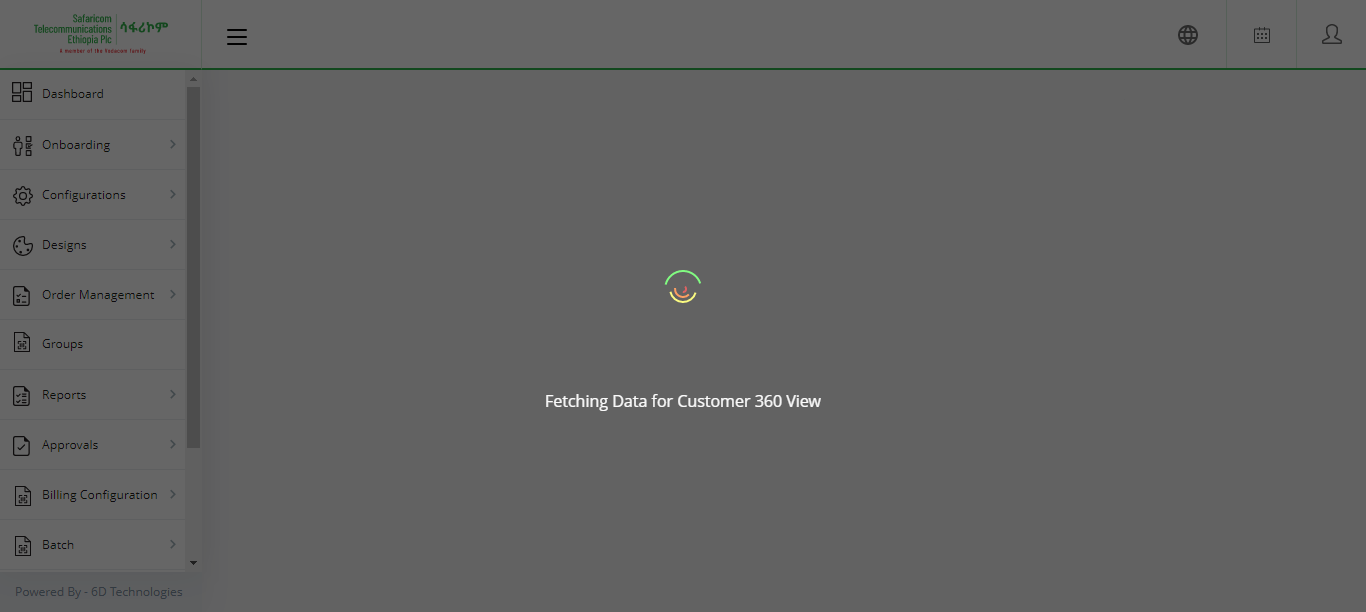 Safaricom
Telecommunications
Ethiopia Plc
ሳፋሪኮም
A member of the Vodacom family
Dashboard
Onboarding
Configurations
Designs
Order Management
Groups
Reports
Approvals
Billing Configuration
Batch
Powered By - 6D Technologies
Fetching Data for Customer 360 View